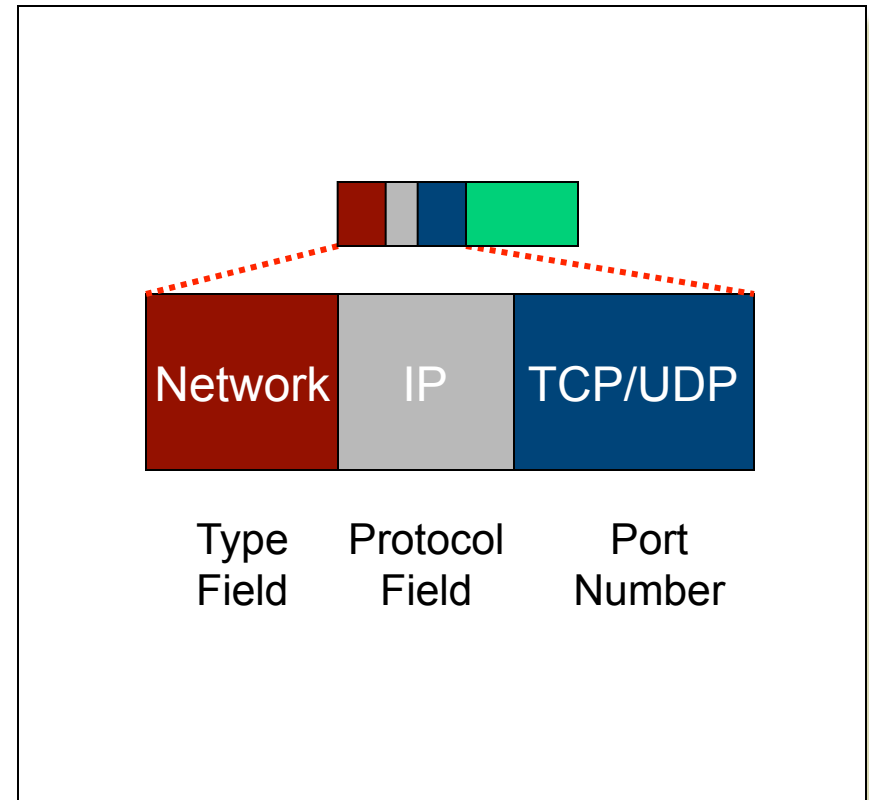 Network IP TCP/UDP
Type Protocol Port
Field Field Number